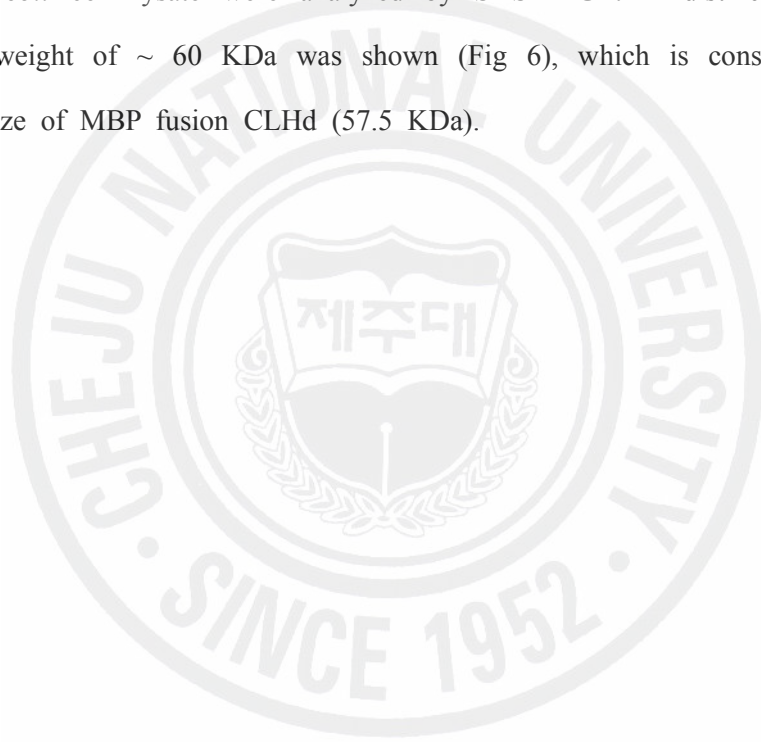 weight of ~ 60 KDa was shown (Fig 6), which is cons
ze of MBP fusion CLHd (57.5 KDa).
CHEJU NATIONAL UNIVERSITY
제주대
· SINCE 1952 ·